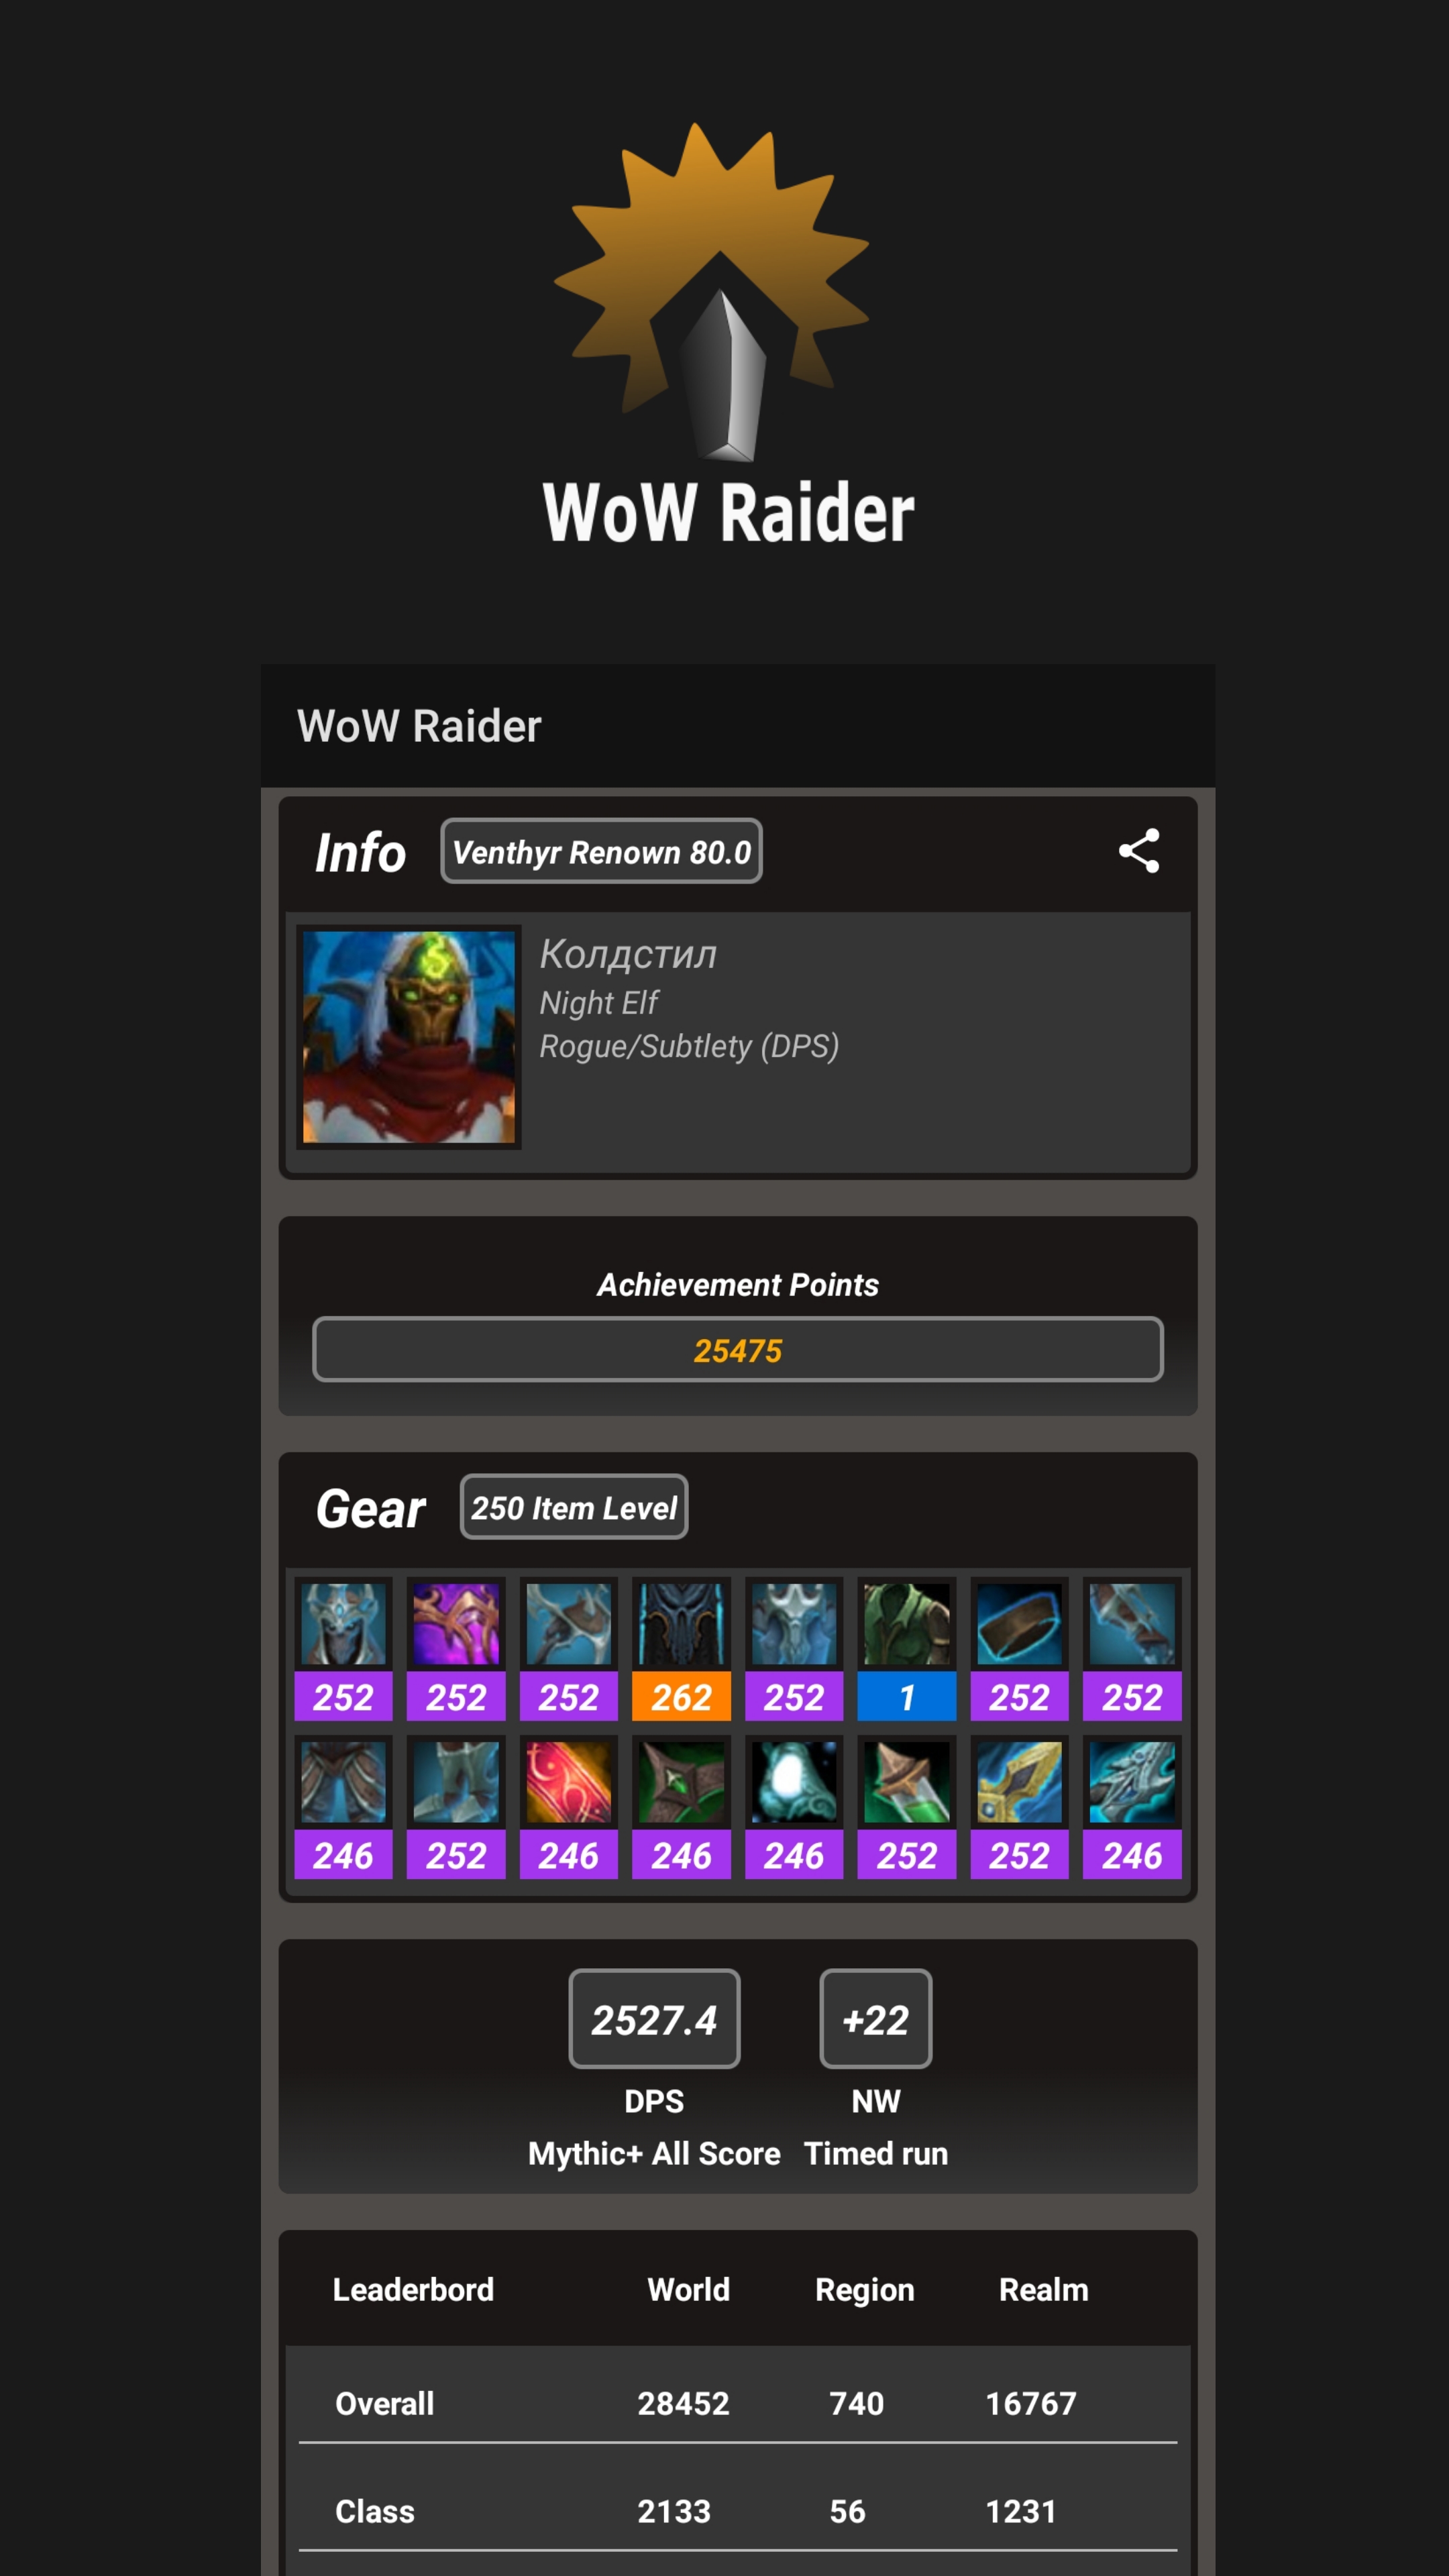 WoW Raider
WoW Raider
Info
Venthyr Renown 80.0
Колдстил
Night Elf
Rogue/Subtlety (DPS)
Achievement Points
25475
Gear
250 Item Level
252 252 252 262 252 1 252 252
246 252 246 246 246 252 252 246
2527.4 +22
DPS NW
Mythic+ All Score Timed run
Leaderbord World Region Realm
Overall 28452 740 16767
Class 2133 56 1231